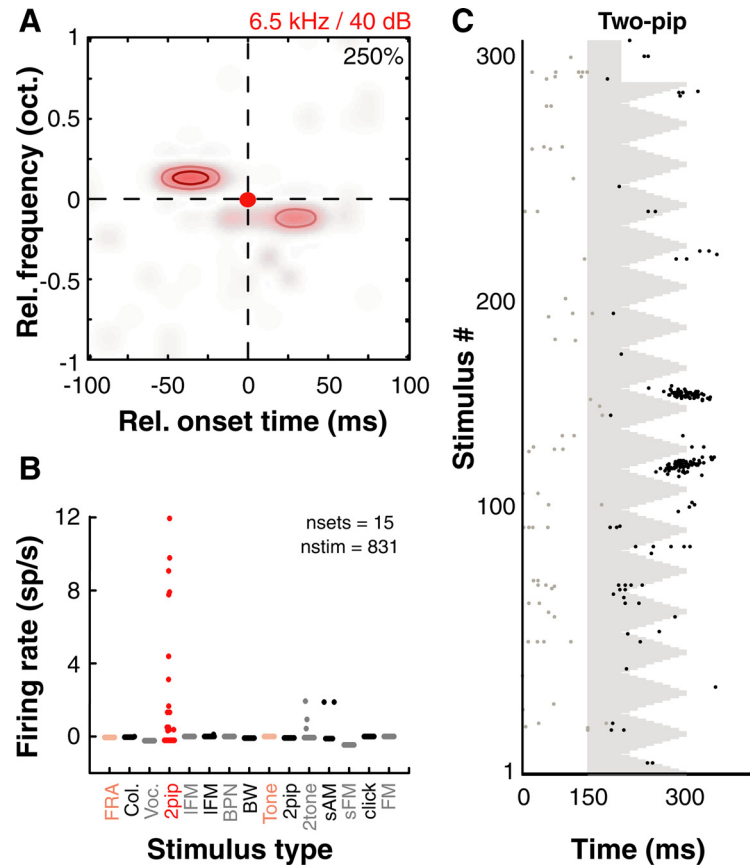 A
6.5 kHz / 40 dB
250%
Rel. frequency (oct.)
1
0.5
0
-0.5
-1
-100
-50
0
50
100
Rel. onset time (ms)
B
Firing rate (sp/s)
12
8
4
0
nsets = 15
nstim = 831
FRA
Col.
Voc.
2pip
lFM
lFM
BPN
BW
Tone
2pip
2tone
sAM
sFM
click
FM
Stimulus type
C
Two-pip
Stimulus #
300
200
100
1
0
150
300
Time (ms)